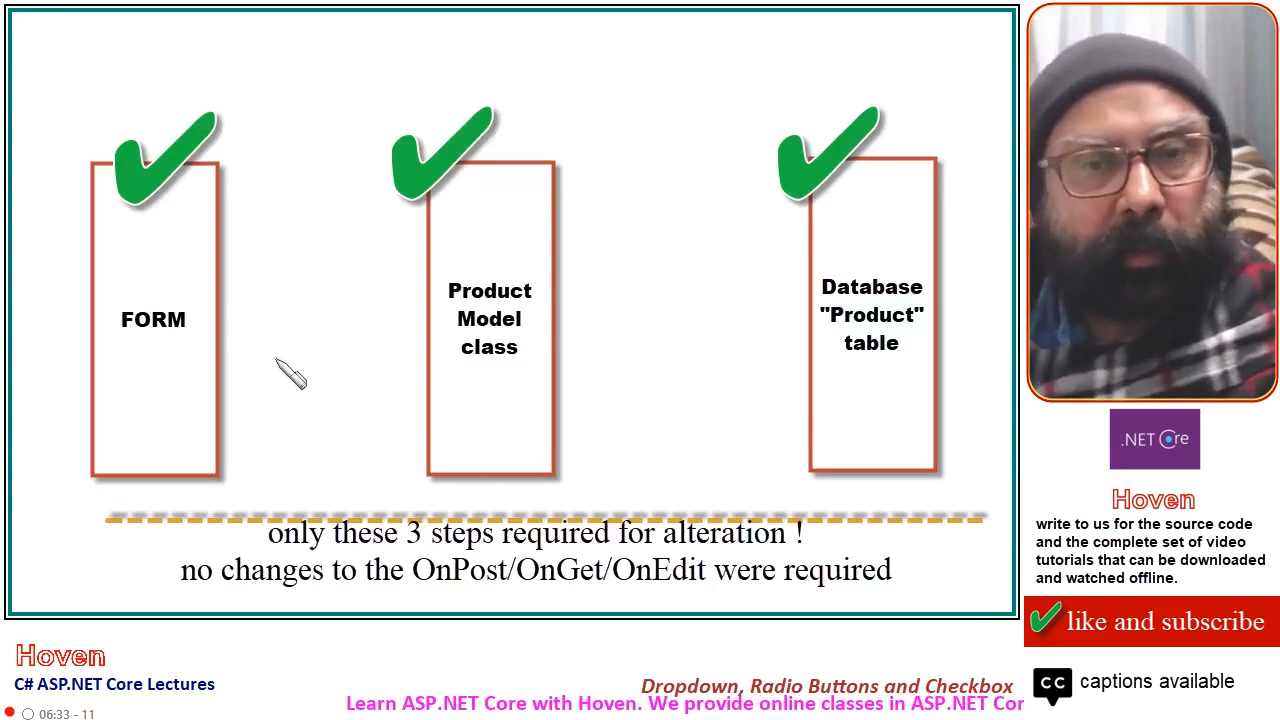 FORM
Product
Model
class
Database
"Product"
table
only these 3 steps required for alteration !
no changes to the OnPost/OnGet/OnEdit were required
.NET Core
Hoven
write to us for the source code
and the complete set of video
tutorials that can be downloaded
and watched offline.
like and subscribe
CC captions available
Hoven
C# ASP.NET Core Lectures
Dropdown, Radio Buttons and Checkbox
Learn ASP.NET Core with Hoven. We provide online classes in ASP.NET Cor
06:33 - 11